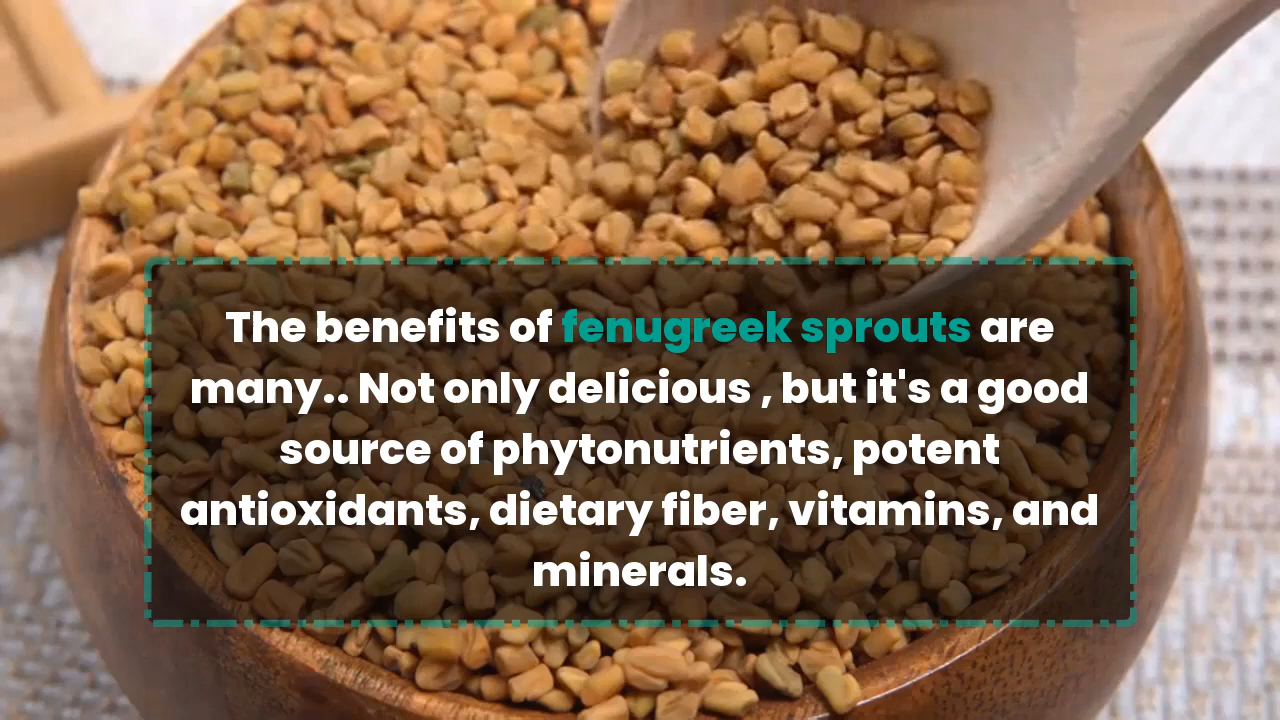 The benefits of fenugreek sprouts are
many.. Not only delicious , but it's a good
source of phytonutrients, potent
antioxidants, dietary fiber, vitamins, and
minerals.